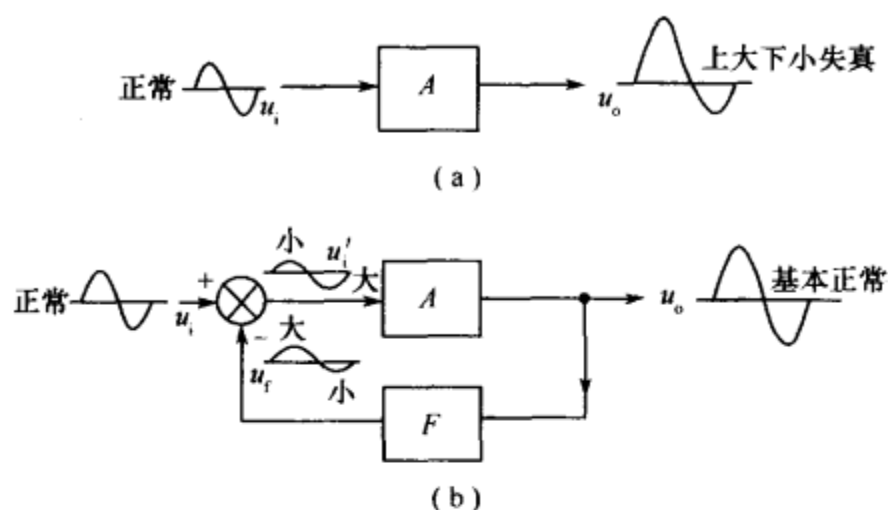 正常
u_i
A
u_o
上大下小失真
(a)
正常
u_i
+
−
小
u_i′
大
大
u_f
小
A
F
u_o
基本正常
(b)